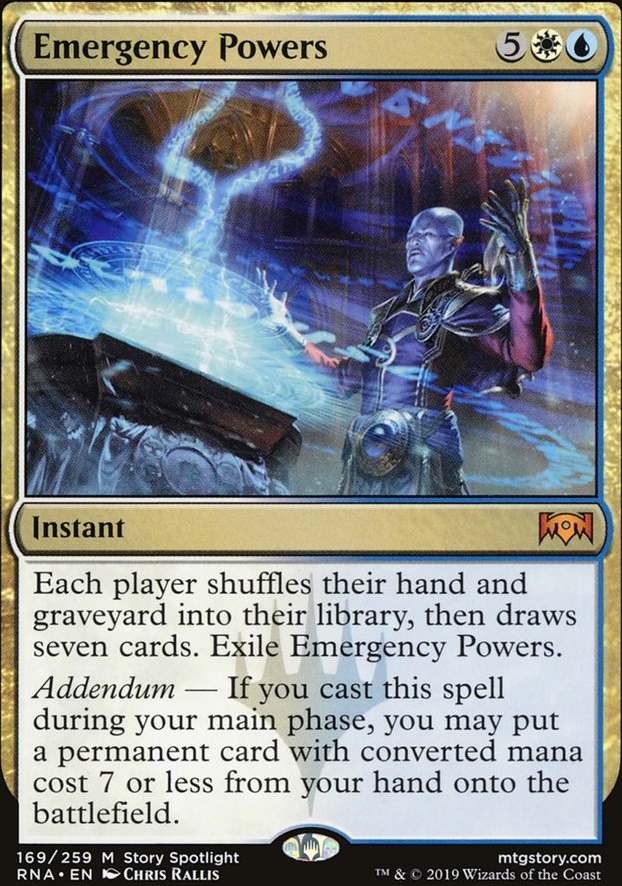 Emergency Powers 5
Instant
Each player shuffles their hand and
graveyard into their library, then draws
seven cards. Exile Emergency Powers.
Addendum — If you cast this spell
during your main phase, you may put
a permanent card with converted mana
cost 7 or less from your hand onto the
battlefield.
169/259 M Story Spotlight
RNA • EN Chris Rallis
mtgstory.com
™ & © 2019 Wizards of the Coast